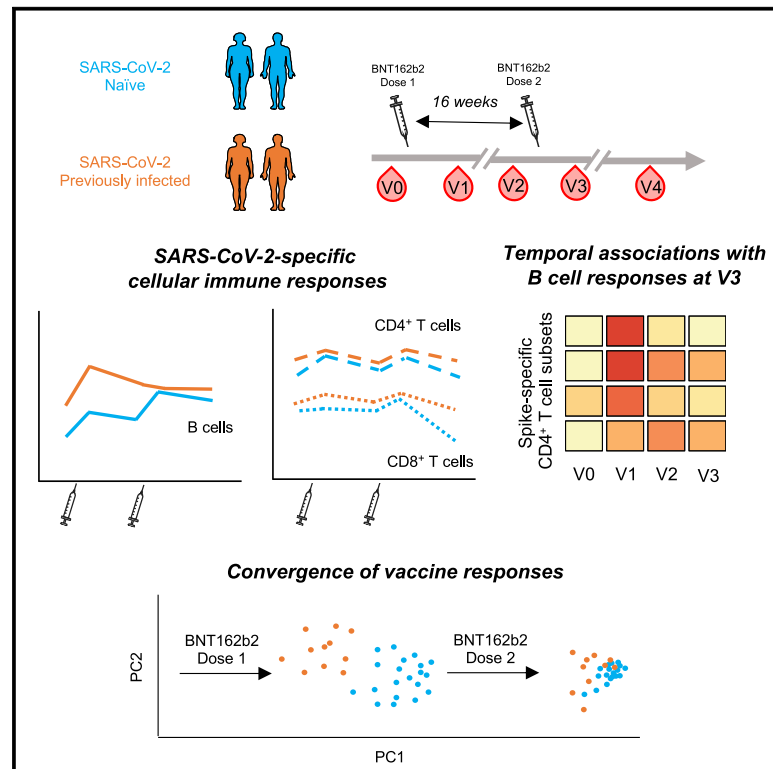 SARS-CoV-2
Naïve
SARS-CoV-2
Previously infected
BNT162b2
Dose 1
16 weeks
BNT162b2
Dose 2
V0
V1
V2
V3
V4
SARS-CoV-2-specific
cellular immune responses
B cells
CD4+ T cells
CD8+ T cells
Temporal associations with
B cell responses at V3
Spike-specific
CD4+ T cell subsets
V0 V1 V2 V3
Convergence of vaccine responses
PC2
BNT162b2
Dose 1
BNT162b2
Dose 2
PC1